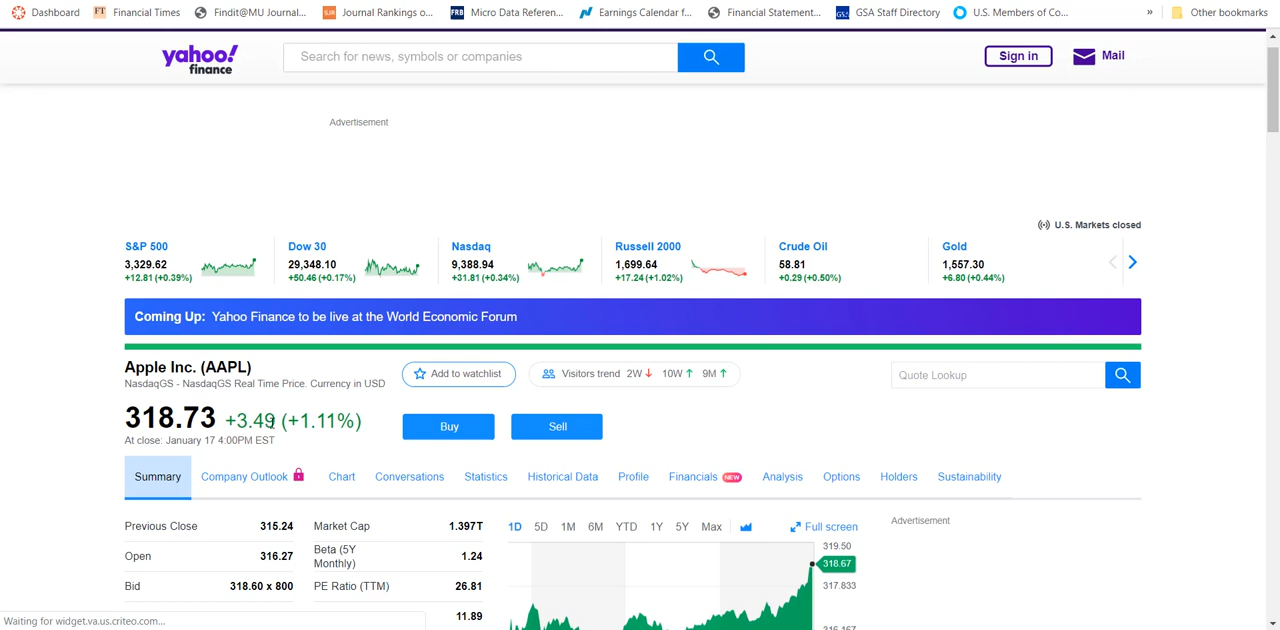 Dashboard FT Financial Times Findit@MU Journal... SJR Journal Rankings o... FRB Micro Data Referen... Earnings Calendar f... Financial Statement... GSA Staff Directory U.S. Members of Co... » Other bookmarks
yahoo!
finance
Search for news, symbols or companies
Sign in Mail
Advertisement
U.S. Markets closed
S&P 500 Dow 30 Nasdaq Russell 2000 Crude Oil Gold
3,329.62 29,348.10 9,388.94 1,699.64 58.81 1,557.30
+12.81 (+0.39%) +50.46 (+0.17%) +31.81 (+0.34%) +17.24 (+1.02%) +0.29 (+0.50%) +6.80 (+0.44%)
Coming Up: Yahoo Finance to be live at the World Economic Forum
Apple Inc. (AAPL)
NasdaqGS - NasdaqGS Real Time Price. Currency in USD
Add to watchlist Visitors trend 2W↓ 10W↑ 9M↑
Quote Lookup
318.73 +3.49 (+1.11%)
At close: January 17 4:00PM EST
Buy Sell
Summary Company Outlook Chart Conversations Statistics Historical Data Profile Financials NEW Analysis Options Holders Sustainability
Previous Close 315.24 Market Cap 1.397T
Open 316.27 Beta (5Y Monthly) 1.24
Bid 318.60 x 800 PE Ratio (TTM) 26.81
11.89
1D 5D 1M 6M YTD 1Y 5Y Max Full screen
319.50
318.67
317.833
Advertisement
Waiting for widget.va.us.criteo.com...